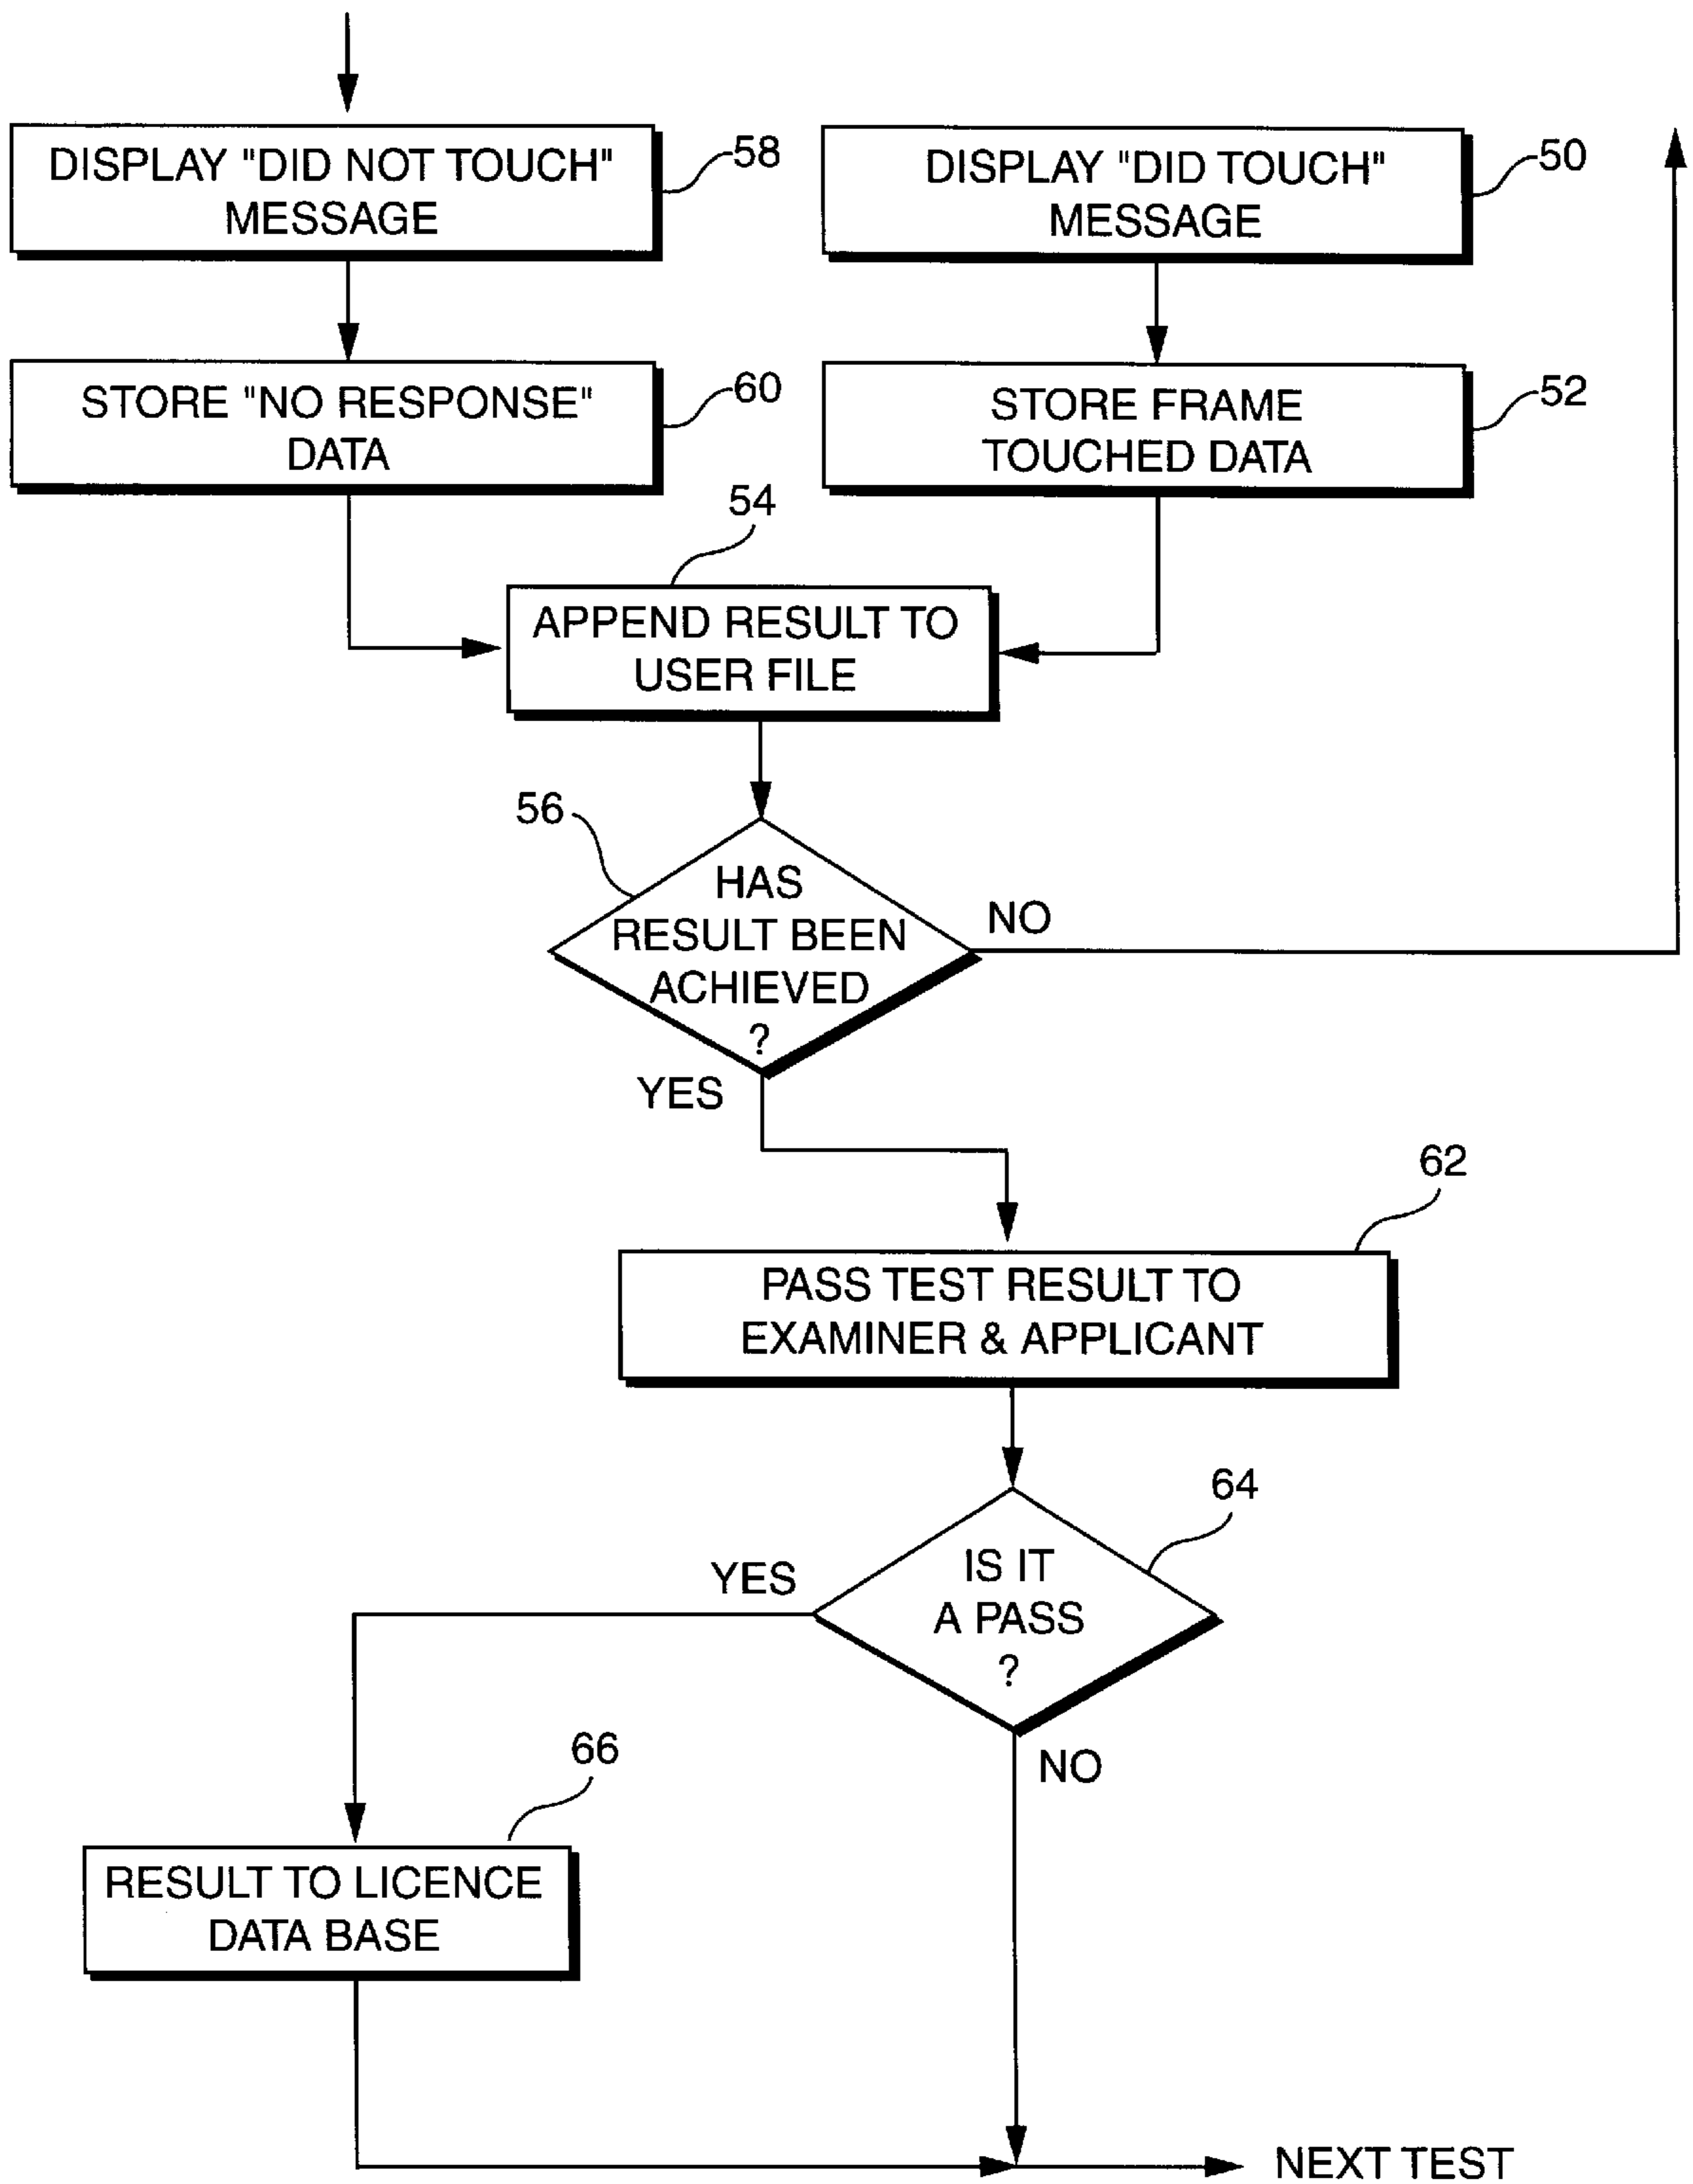 DISPLAY "DID NOT TOUCH"
MESSAGE
58
DISPLAY "DID TOUCH"
MESSAGE
50
STORE "NO RESPONSE"
DATA
60
STORE FRAME
TOUCHED DATA
52
54
APPEND RESULT TO
USER FILE
56
HAS
RESULT BEEN
ACHIEVED
?
NO
YES
62
PASS TEST RESULT TO
EXAMINER & APPLICANT
64
IS IT
A PASS
?
YES
NO
66
RESULT TO LICENCE
DATA BASE
NEXT TEST